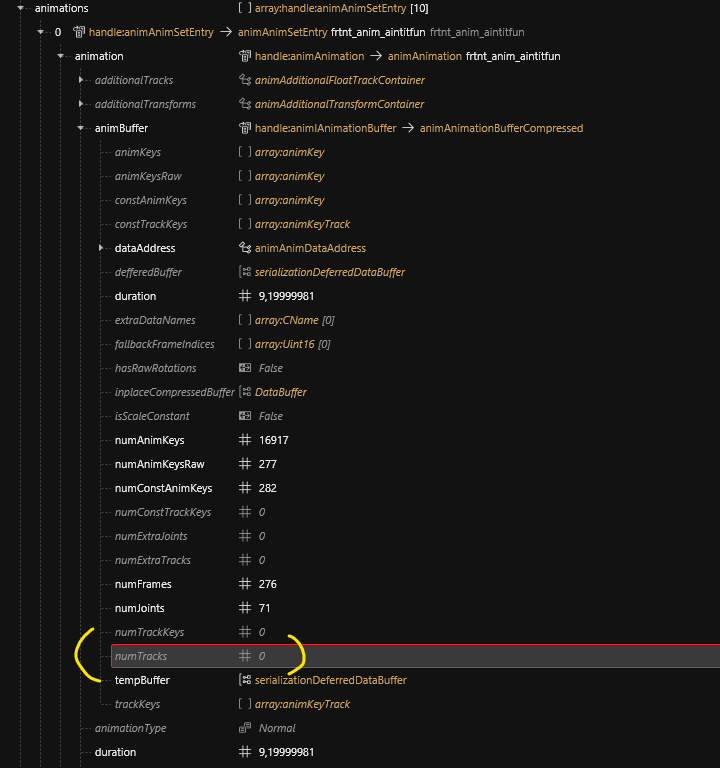 animations [ ] array:handle:animAnimSetEntry [10]
0 handle:animAnimSetEntry → animAnimSetEntry frtnt_anim_aintitfun frtnt_anim_aintitfun
animation handle:animAnimation → animAnimation frtnt_anim_aintitfun
additionalTracks animAdditionalFloatTrackContainer
additionalTransforms animAdditionalTransformContainer
animBuffer handle:animIAnimationBuffer → animAnimationBufferCompressed
animKeys [ ] array:animKey
animKeysRaw [ ] array:animKey
constAnimKeys [ ] array:animKey
constTrackKeys [ ] array:animKeyTrack
dataAddress animAnimDataAddress
defferedBuffer serializationDeferredDataBuffer
duration 9,19999981
extraDataNames [ ] array:CName [0]
fallbackFrameIndices [ ] array:Uint16 [0]
hasRawRotations False
inplaceCompressedBuffer DataBuffer
isScaleConstant False
numAnimKeys 16917
numAnimKeysRaw 277
numConstAnimKeys 282
numConstTrackKeys 0
numExtraJoints 0
numExtraTracks 0
numFrames 276
numJoints 71
numTrackKeys 0
numTracks 0
tempBuffer serializationDeferredDataBuffer
trackKeys [ ] array:animKeyTrack
animationType Normal
duration 9,19999981